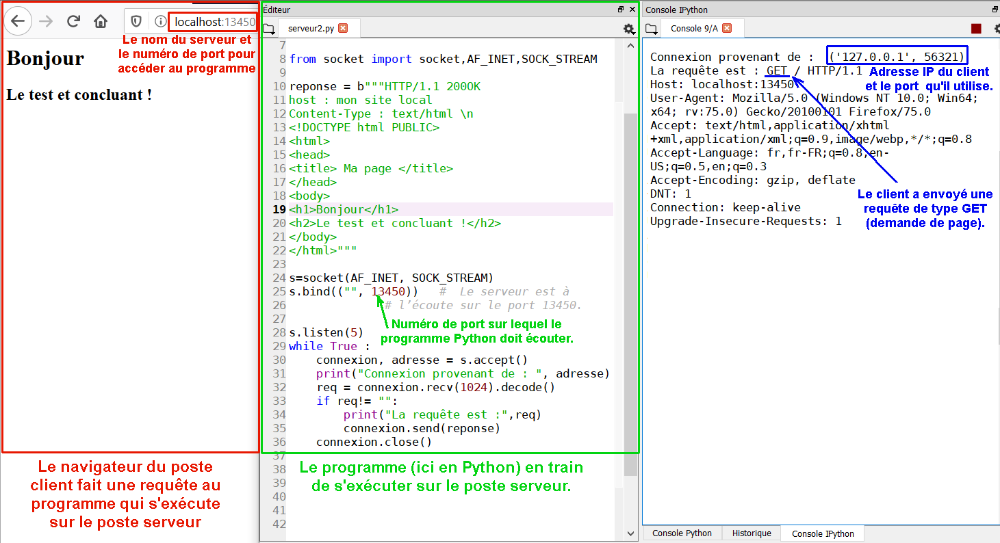 localhost:13450
Le nom du serveur et
le numéro de port pour
accéder au programme
Bonjour
Le test et concluant !
Le navigateur du poste
client fait une requête au
programme qui s'exécute
sur le poste serveur
Éditeur
serveur2.py
7
8 from socket import socket,AF_INET,SOCK_STREAM
9
10 reponse = b"""HTTP/1.1 200OK
11 host : mon site local
12 Content-Type : text/html \n
13 <!DOCTYPE html PUBLIC>
14 <html>
15 <head>
16 <title> Ma page </title>
17 </head>
18 <body>
19 <h1>Bonjour</h1>
20 <h2>Le test et concluant !</h2>
21 </body>
22 </html>"""
23
24 s=socket(AF_INET, SOCK_STREAM)
25 s.bind(("", 13450))   #  Le serveur est à
26 # l’écoute sur le port 13450.
27
Numéro de port sur lequel le
programme Python doit écouter.
28 s.listen(5)
29 while True :
30     connexion, adresse = s.accept()
31     print("Connexion provenant de : ", adresse)
32     req = connexion.recv(1024).decode()
33     if req!= "":
34         print("La requête est :",req)
35         connexion.send(reponse)
36     connexion.close()
37
38
39
40
41
42
Le programme (ici en Python) en train
de s'exécuter sur le poste serveur.
Console IPython
Console 9/A
Connexion provenant de :  ('127.0.0.1', 56321)
La requête est : GET / HTTP/1.1
Host: localhost:13450
User-Agent: Mozilla/5.0 (Windows NT 10.0; Win64;
x64; rv:75.0) Gecko/20100101 Firefox/75.0
Accept: text/html,application/xhtml
+xml,application/xml;q=0.9,image/webp,*/*;q=0.8
Accept-Language: fr,fr-FR;q=0.8,en-
US;q=0.5,en;q=0.3
Accept-Encoding: gzip, deflate
DNT: 1
Connection: keep-alive
Upgrade-Insecure-Requests: 1
Adresse IP du client
et le port qu'il utilise.
Le client a envoyé une
requête de type GET
(demande de page).
Console Python
Historique
Console IPython